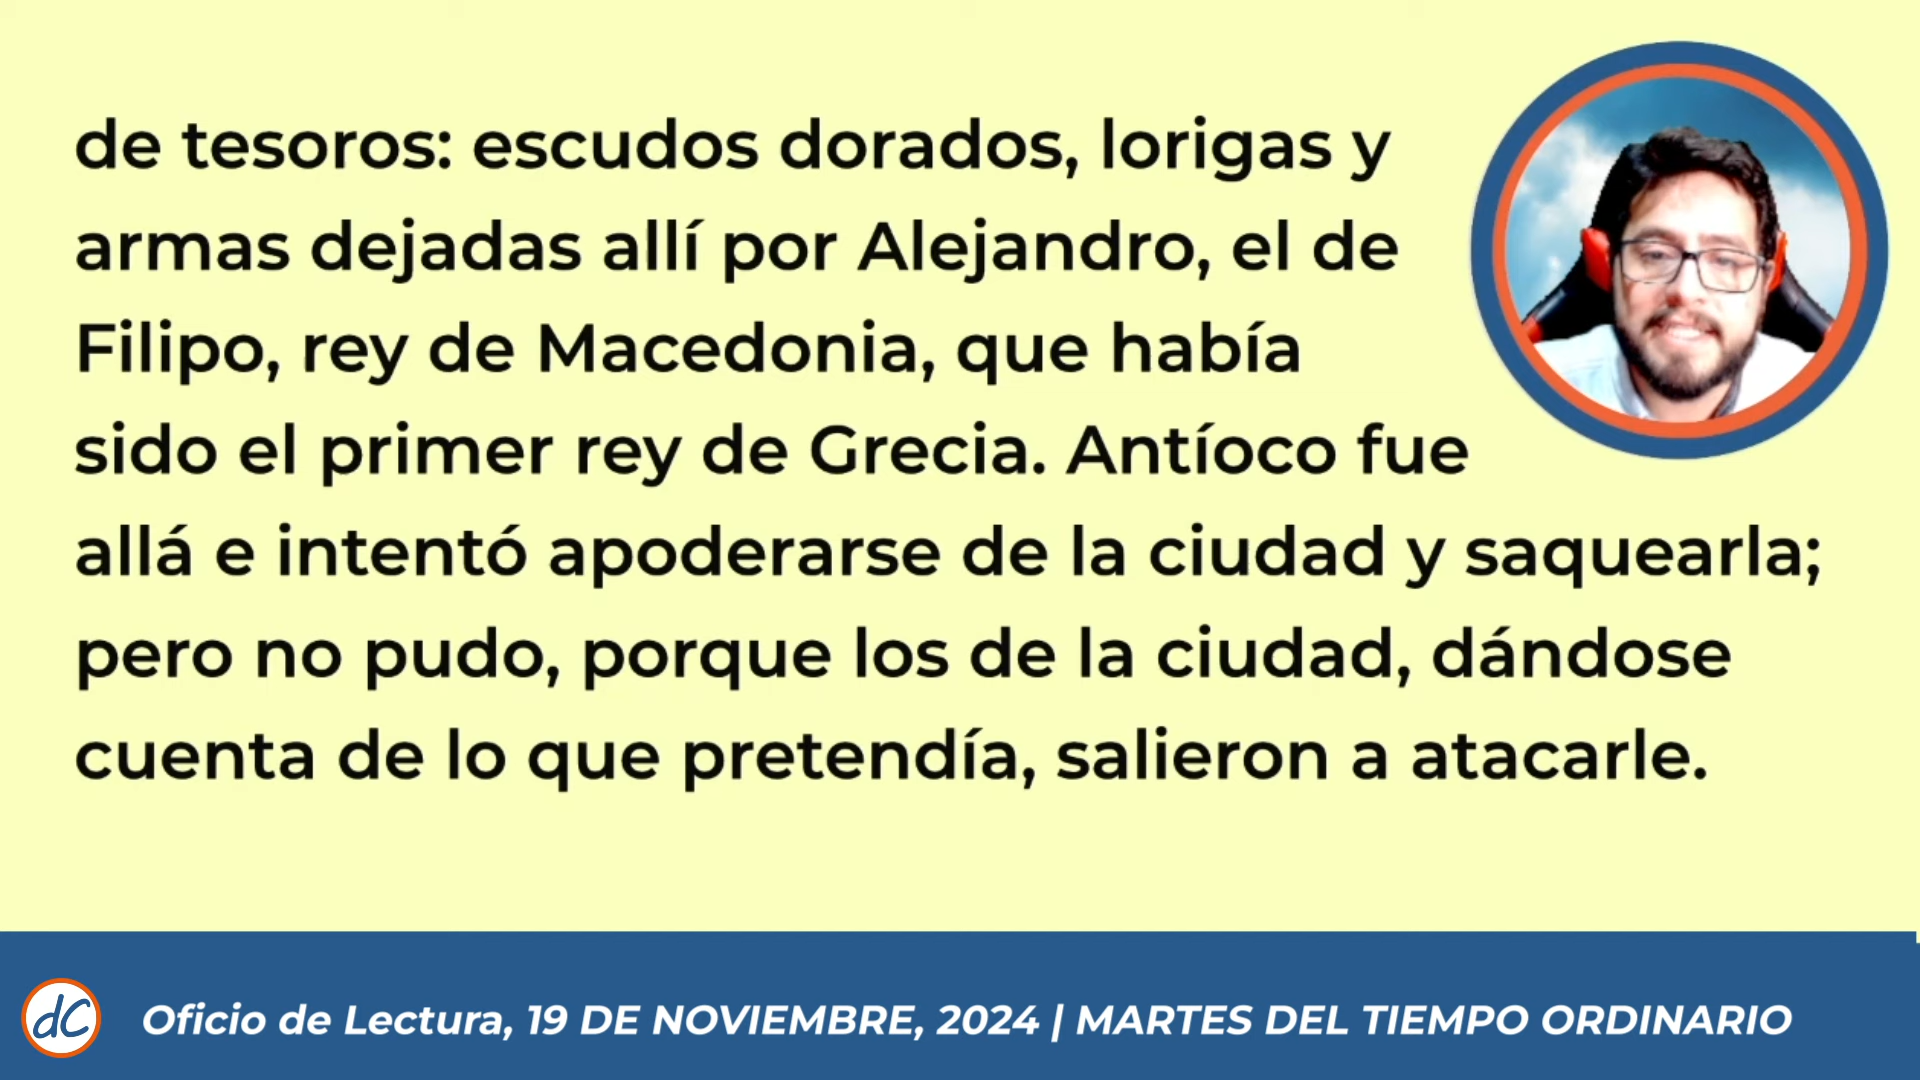 de tesoros: escudos dorados, lorigas y
armas dejadas allí por Alejandro, el de
Filipo, rey de Macedonia, que había
sido el primer rey de Grecia. Antíoco fue
allá e intentó apoderarse de la ciudad y saquearla;
pero no pudo, porque los de la ciudad, dándose
cuenta de lo que pretendía, salieron a atacarle.
dC
Oficio de Lectura, 19 DE NOVIEMBRE, 2024 | MARTES DEL TIEMPO ORDINARIO